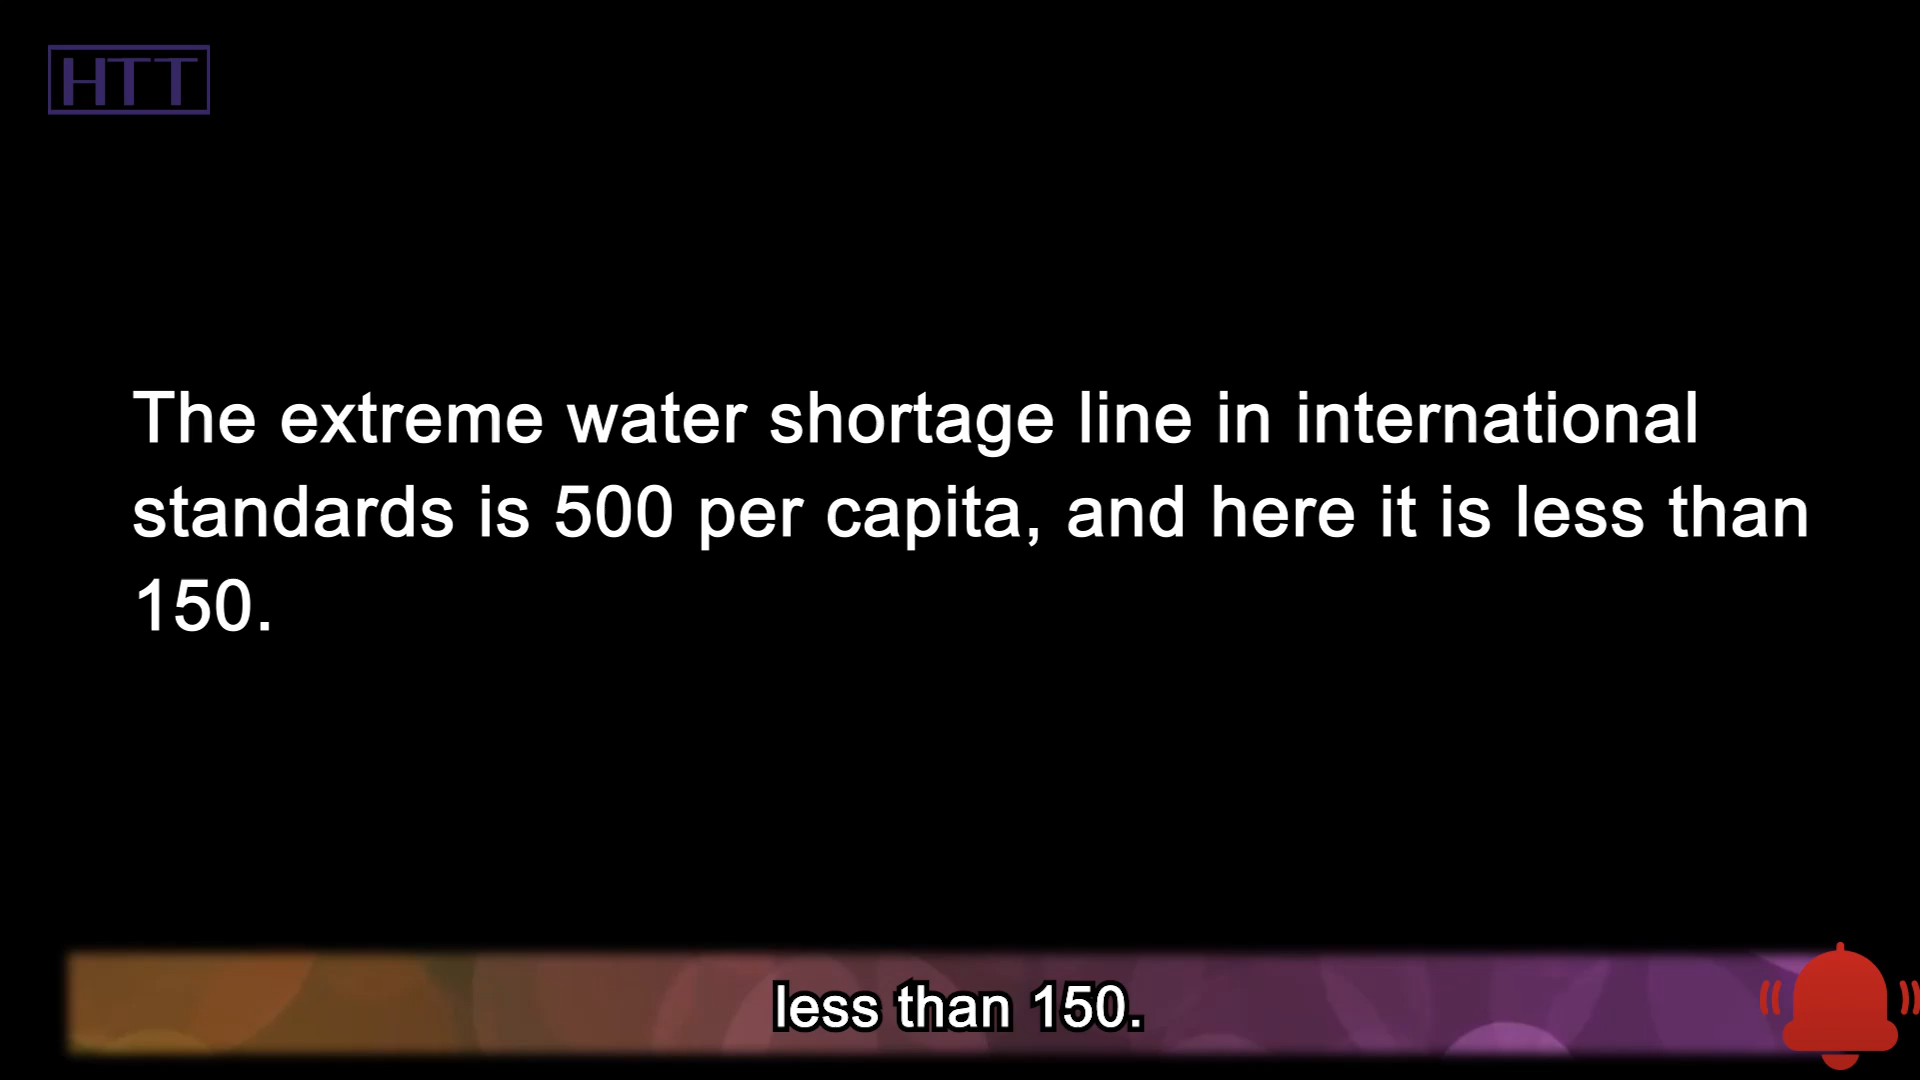 HTT
The extreme water shortage line in international
standards is 500 per capita, and here it is less than
150.
less than 150.